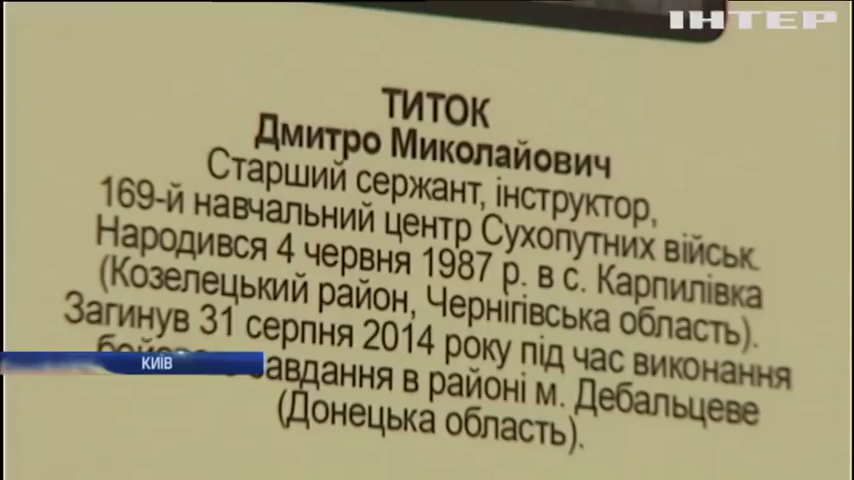 ІНТЕР
ТИТОК
Дмитро Миколайович
Старший сержант, інструктор,
169-й навчальний центр Сухопутних військ.
Народився 4 червня 1987 р. в с. Карпилівка
(Козелецький район, Чернігівська область).
Загинув 31 серпня 2014 року під час виконання
завдання в районі м. Дебальцеве
(Донецька область).
КИЇВ